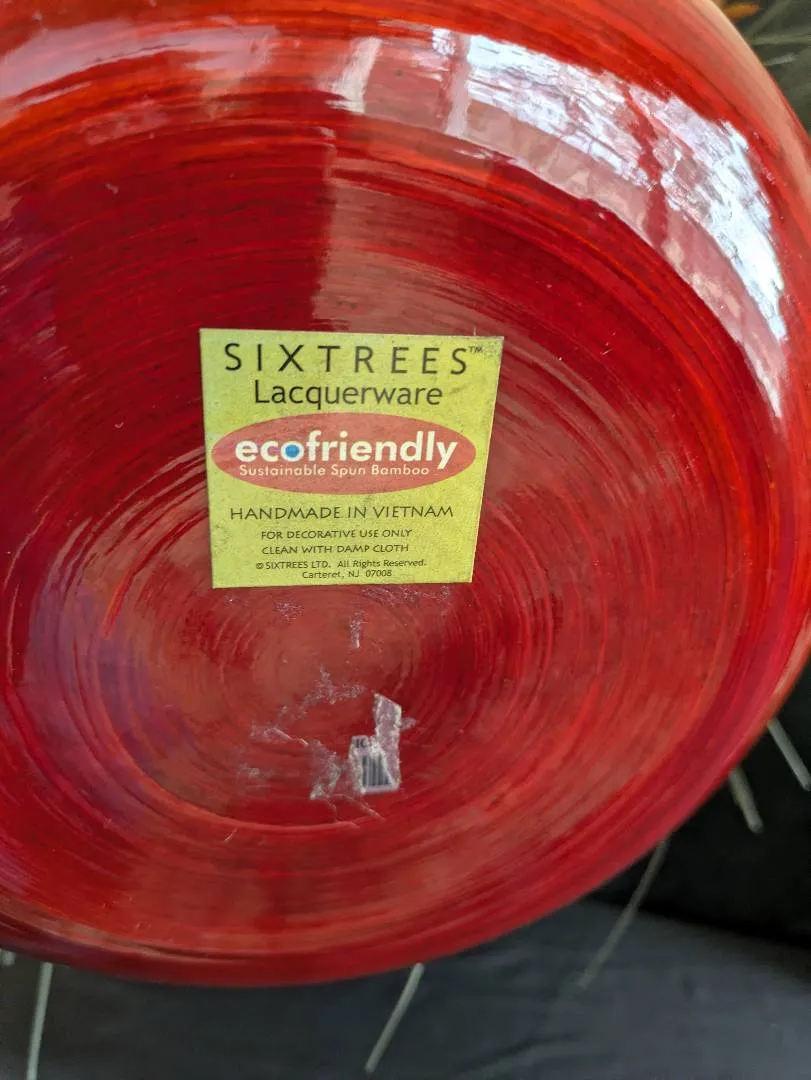 SIXTREES™
Lacquerware
ecofriendly
Sustainable Spun Bamboo
HANDMADE IN VIETNAM
FOR DECORATIVE USE ONLY
CLEAN WITH DAMP CLOTH
© SIXTREES LTD. All Rights Reserved.
Carteret, NJ 07008